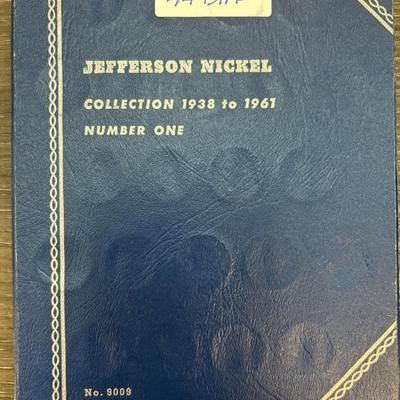 JEFFERSON NICKEL
COLLECTION 1938 to 1961
NUMBER ONE
No. 9009